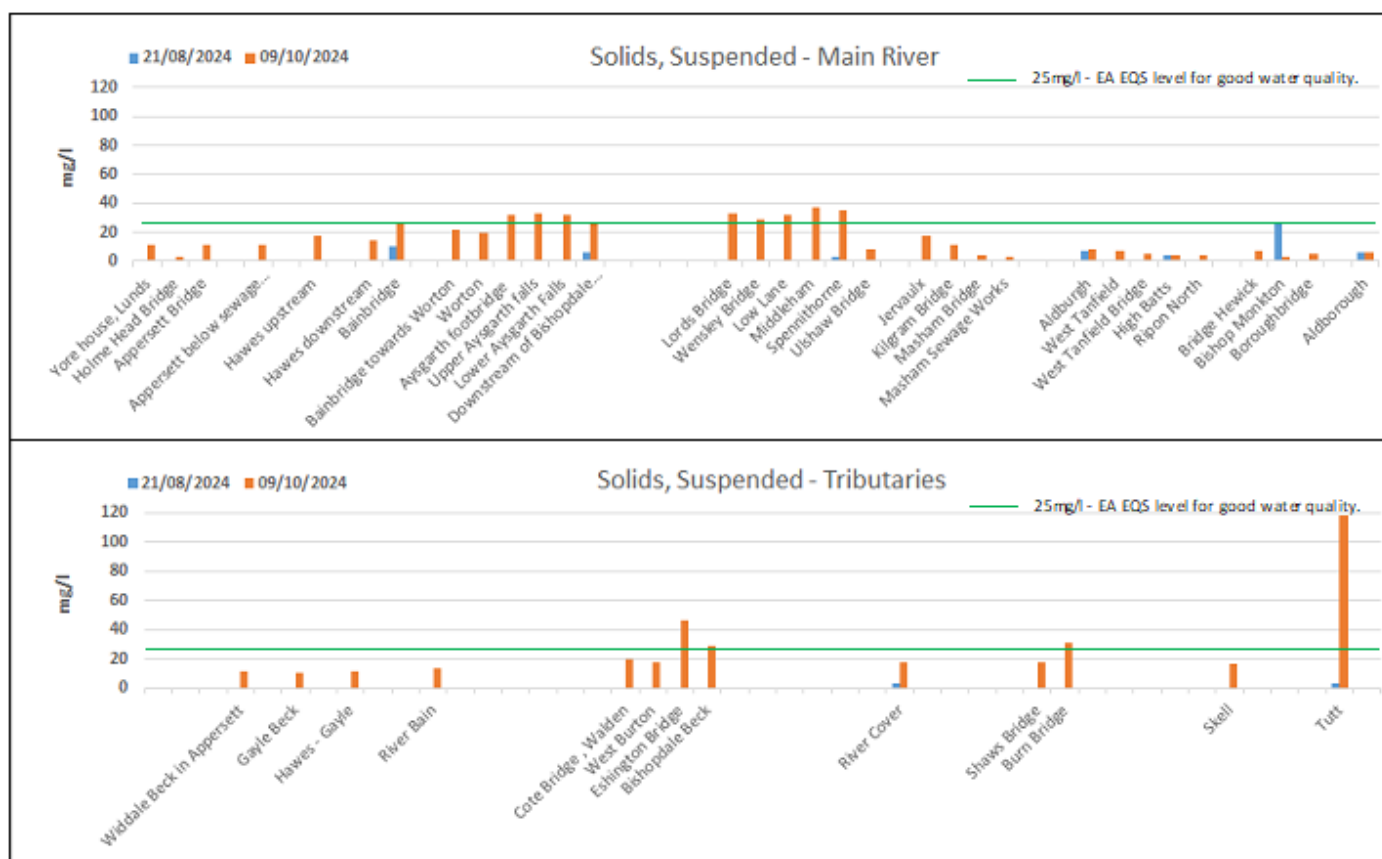 21/08/2024 09/10/2024
Solids, Suspended - Main River
25mg/l - EA EQS level for good water quality.
120
100
80
60
40
20
0
mg/l
Yore house, Lunds
Holme Head Bridge
Appersett Bridge
Appersett below sewage...
Hawes upstream
Hawes downstream
Bainbridge
Bainbridge towards Worton
Worton
Aysgarth footbridge
Upper Aysgarth falls
Lower Aysgarth Falls
Downstream of Bishopdale...
Lords Bridge
Wensley Bridge
Low Lane
Middleham
Spennithorne
Ulshaw Bridge
Jervaulx
Kilgram Bridge
Masham Bridge
Masham Sewage Works
Aldburgh
West Tanfield
West Tanfield Bridge
High Batts
Ripon North
Bridge Hewick
Bishop Monkton
Boroughbridge
Aldborough
21/08/2024 09/10/2024
Solids, Suspended - Tributaries
25mg/l - EA EQS level for good water quality.
120
100
80
60
40
20
0
mg/l
Widdale Beck in Appersett
Gayle Beck
Hawes - Gayle
River Bain
Cote Bridge , Walden
West Burton
Eshington Bridge
Bishopdale Beck
River Cover
Shaws Bridge
Burn Bridge
Skell
Tutt